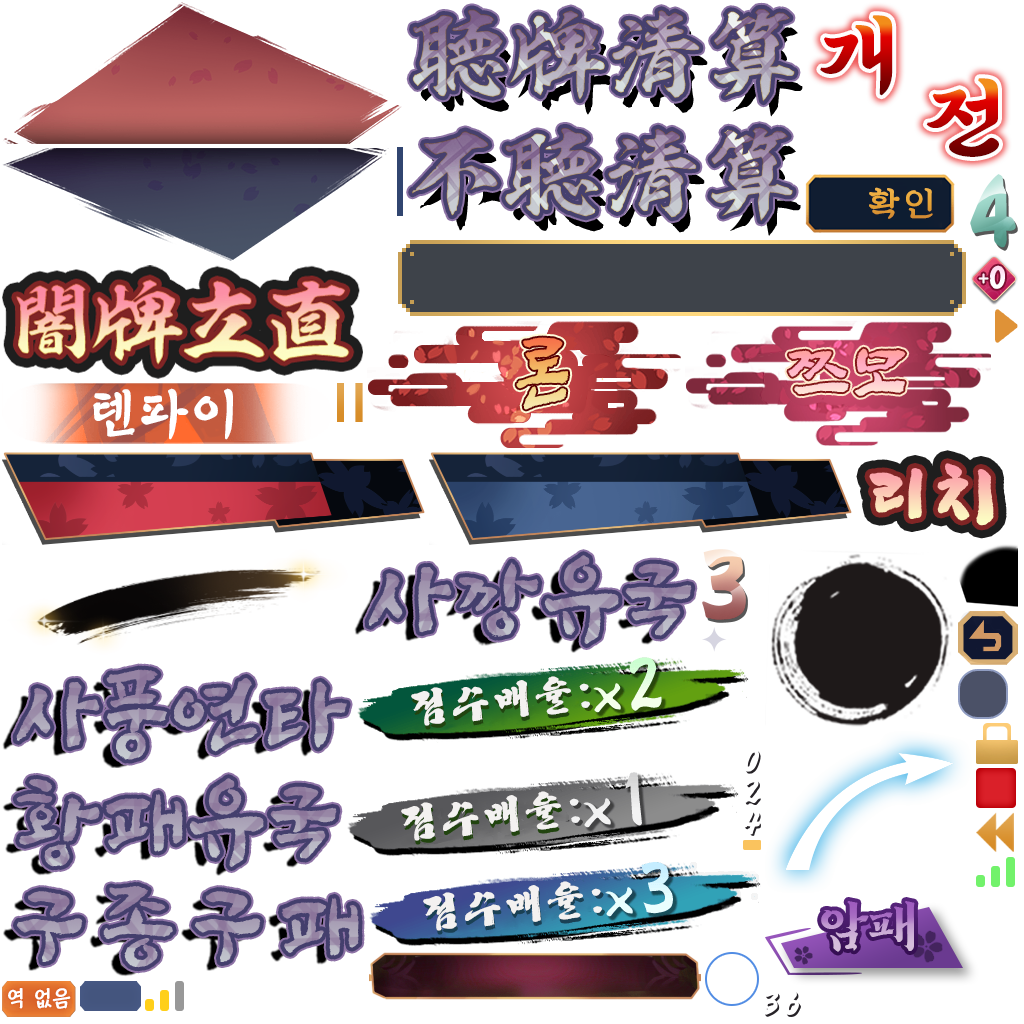 聽牌清算
개
전
不聽清算
확인
4
+0
闇牌立直
론
쯔모
텐파이
리치
사깡유국
3
사풍연타
점수배율:x2
황패유국
점수배율:x1
0
2
4
구종구패
점수배율:x3
암패
역 없음
3 6